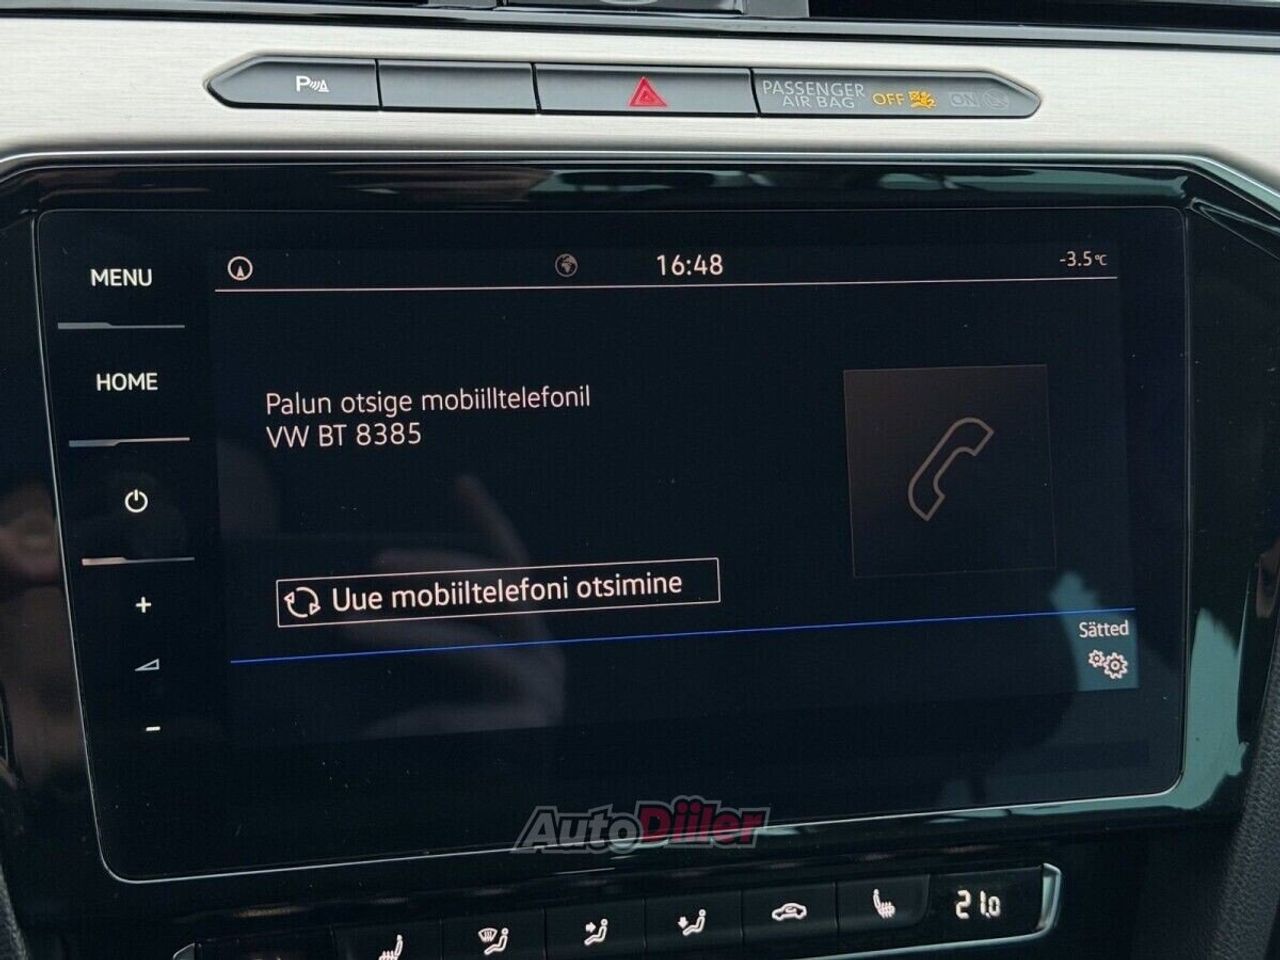 P
PASSENGER
AIR BAG OFF ON
MENU
16:48
-3.5°C
HOME
Palun otsige mobiilltelefonil
VW BT 8385
Uue mobiiltelefoni otsimine
+
Sätted
-
AutoDiiler
21.0